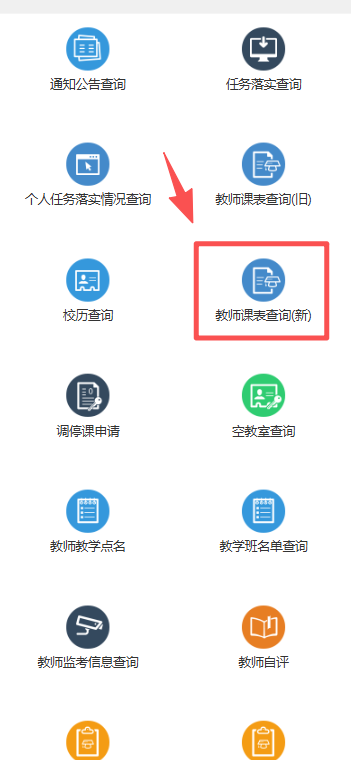 通知公告查询
任务落实查询
个人任务落实情况查询
教师课表查询(旧)
校历查询
教师课表查询(新)
调停课申请
空教室查询
教师教学点名
教学班名单查询
教师监考信息查询
教师自评